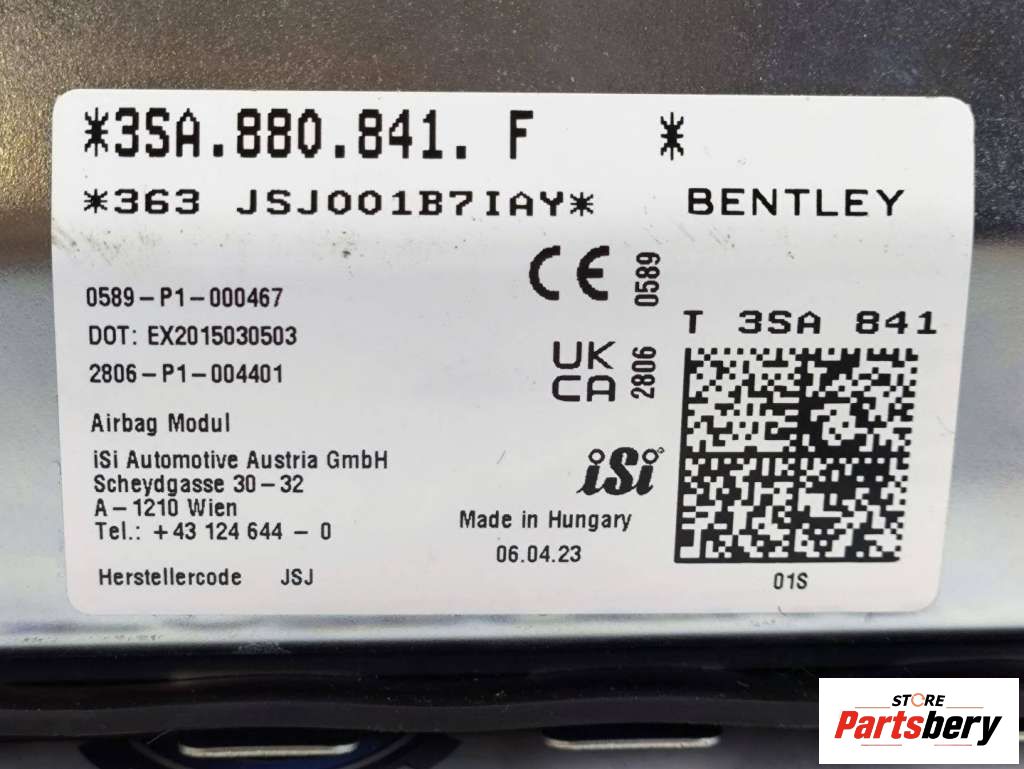 *3SA.880.841. F *
*363 JSJ001B7IAY* BENTLEY
CE 0589
0589-P1-000467
DOT: EX2015030503
2806-P1-004401
T 3SA 841
UK
CA 2806
Airbag Modul
iSi Automotive Austria GmbH
Scheydgasse 30-32
A-1210 Wien
Tel.: +43 124 644 - 0
Herstellercode JSJ
iSi
Made in Hungary
06.04.23
01S
STORE
Partsbery